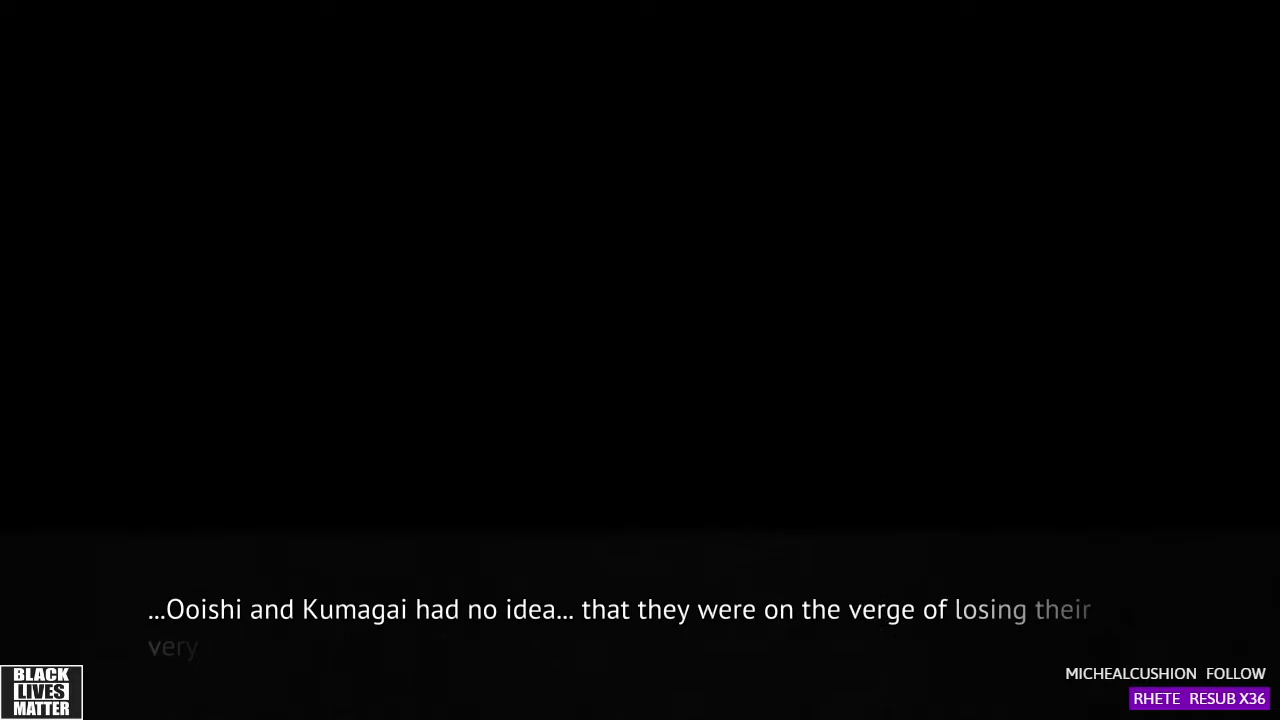 ...Ooishi and Kumagai had no idea... that they were on the verge of losing their
very
BLACK
LIVES
MATTER
MICHEALCUSHION FOLLOW
RHETE RESUB X36